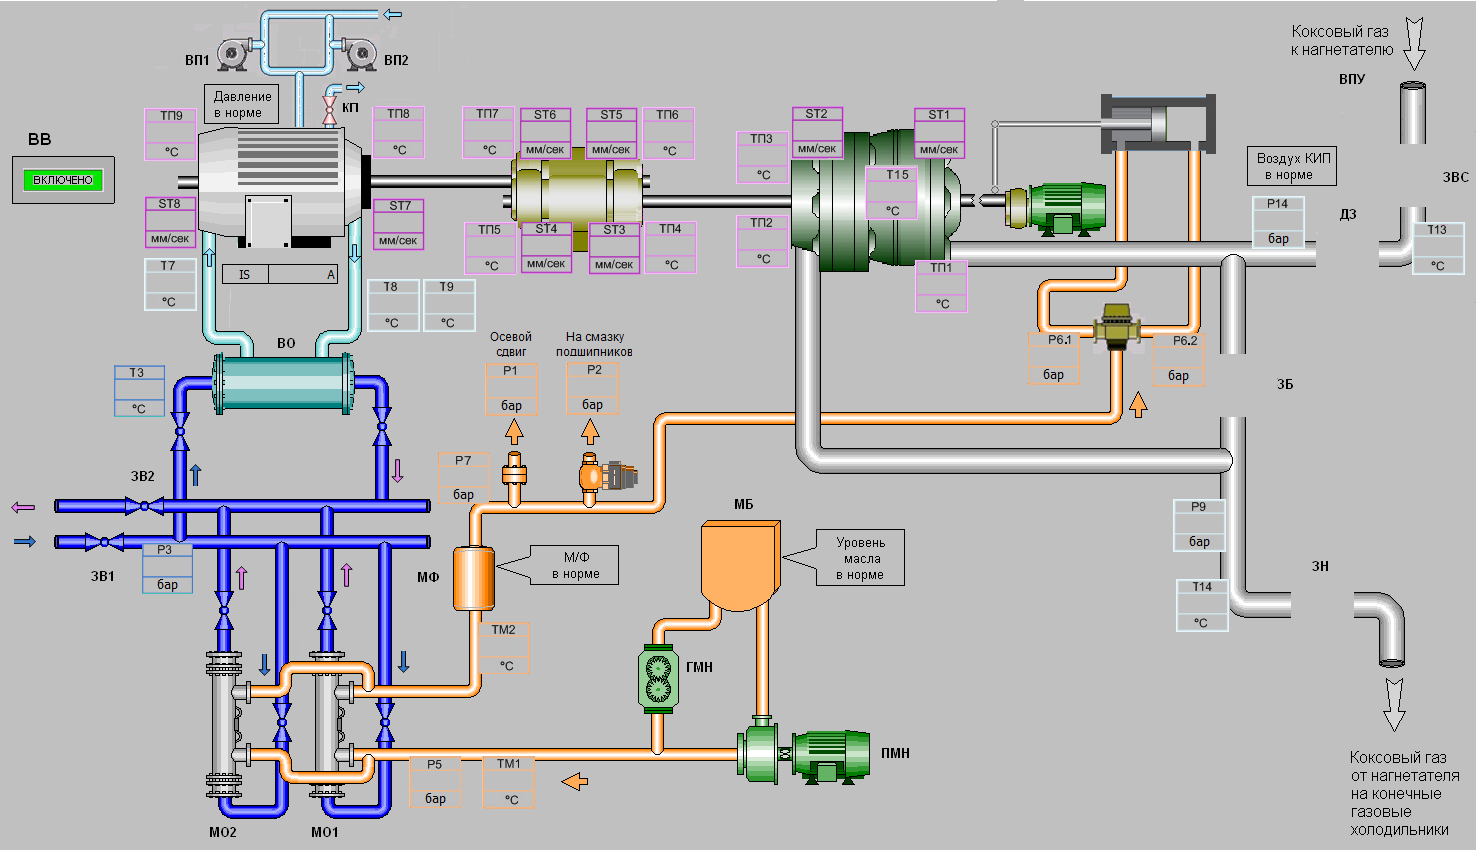 Коксовый газ
к нагнетателю
ВПУ
ВП1
ВП2
КП
Давление
в норме
ВВ
ВКЛЮЧЕНО
ТП9
°C
ТП8
°C
ТП7
°C
ST6
мм/сек
ST5
мм/сек
ТП6
°C
ST2
мм/сек
ST1
мм/сек
ТП3
°C
T15
°C
Воздух КИП
в норме
ЗВС
ДЗ
P14
бар
T13
°C
ST8
мм/сек
ST7
мм/сек
ТП5
°C
ST4
мм/сек
ST3
мм/сек
ТП4
°C
ТП2
°C
ТП1
°C
T7
°C
IS
A
T8
°C
T9
°C
ВО
Осевой
сдвиг
На смазку
подшипников
P6.1
бар
P6.2
бар
T3
°C
P1
бар
P2
бар
ЗБ
ЗВ2
P7
бар
МБ
P9
бар
ЗВ1
P3
бар
МФ
М/Ф
в норме
Уровень
масла
в норме
ЗН
T14
°C
TM2
°C
ГМН
ПМН
P5
бар
TM1
°C
МО2
МО1
Коксовый газ
от нагнетателя
на конечные
газовые
холодильники